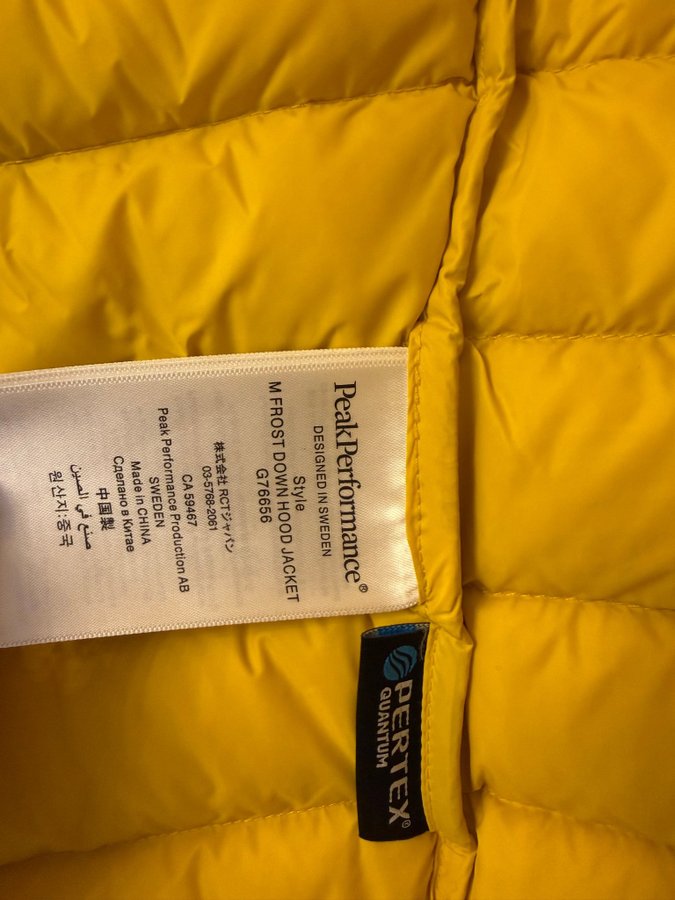 PeakPerformance®
DESIGNED IN SWEDEN
Style
M FROST DOWN HOOD JACKET
G76656
株式会社 RCTジャパン
03-5768-2061
CA 59467
Peak Performance Production AB
SWEDEN
Made in CHINA
Сделано в Китае
中国製
صنع في الصين
원산지:중국
PERTEX®
QUANTUM